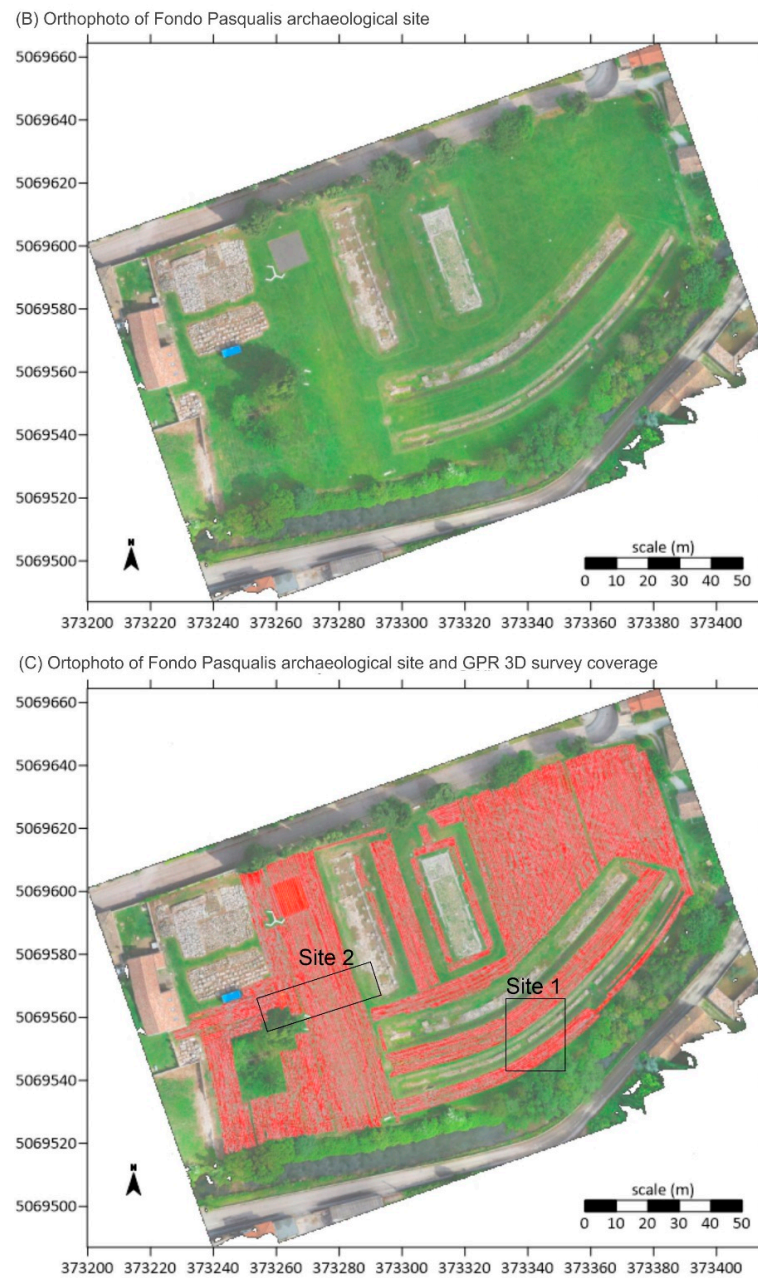 (B) Orthophoto of Fondo Pasqualis archaeological site
5069660
5069640
5069620
5069600
5069580
5069560
5069540
5069520
5069500
N
scale (m)
0 10 20 30 40 50
373200 373220 373240 373260 373280 373300 373320 373340 373360 373380 373400
(C) Ortophoto of Fondo Pasqualis archaeological site and GPR 3D survey coverage
5069660
5069640
5069620
5069600
5069580
Site 2
Site 1
5069560
5069540
5069520
5069500
N
scale (m)
0 10 20 30 40 50
373200 373220 373240 373260 373280 373300 373320 373340 373360 373380 373400